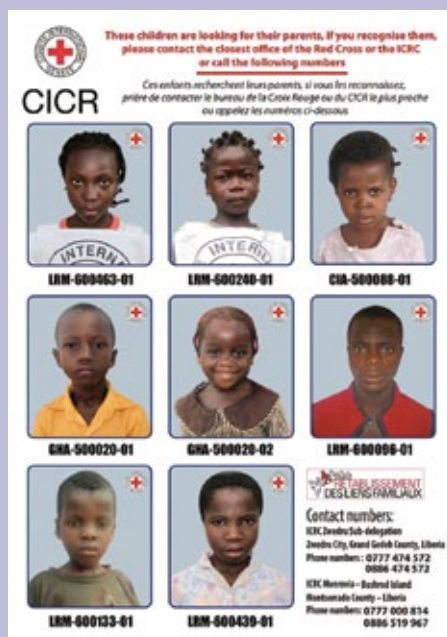 These children are looking for their parents, if you recognise them,
please contact the closest office of the Red Cross or the ICRC
or call the following numbers
Ces enfants recherchent leurs parents, si vous les reconnaissez,
prière de contacter le bureau de la Croix Rouge ou du CICR le plus proche
ou appelez les numéros ci-dessous
CICR
INTERN
INTERN
LRM-600463-01
LRM-600240-01
CIA-500088-01
GHA-500020-01
GHA-500020-02
LRM-600096-01
RÉTABLISSEMENT
DES LIENS FAMILIAUX
Contact numbers:
ICRC Zwedru Sub-delegation
Zwedru City, Grand Gedeh County, Liberia
Phone numbers: 0777 474 572
0886 474 572
ICRC Monrovia – Bushrod Island
Montserrado County – Liberia
Phone numbers: 0777 000 814
0886 519 967
LRM-600133-01
LRM-600439-01